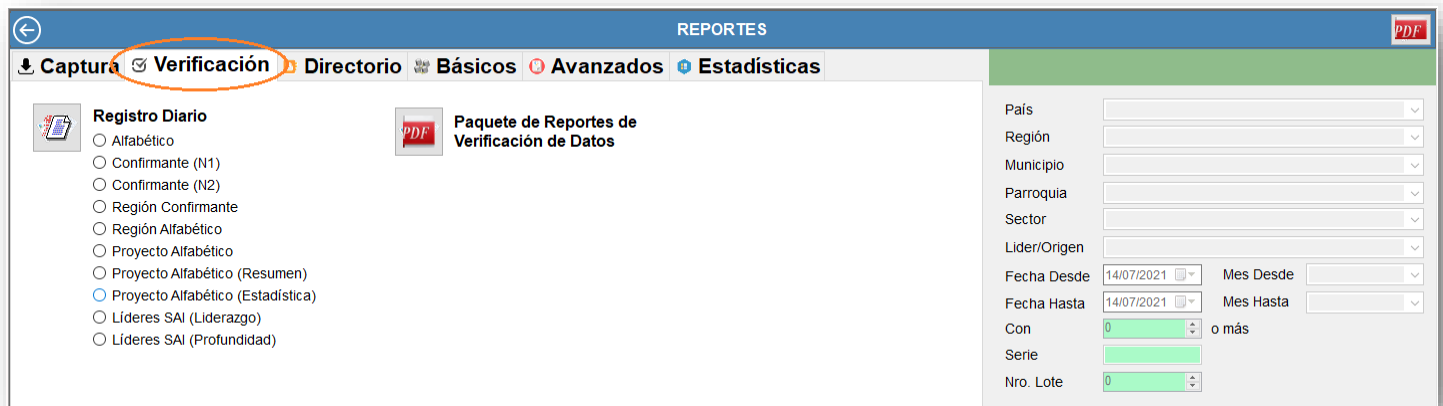 REPORTES
PDF
Captura Verificación Directorio Básicos Avanzados Estadísticas
Registro Diario
Alfabético
Confirmante (N1)
Confirmante (N2)
Región Confirmante
Región Alfabético
Proyecto Alfabético
Proyecto Alfabético (Resumen)
Proyecto Alfabético (Estadística)
Líderes SAI (Liderazgo)
Líderes SAI (Profundidad)
PDF
Paquete de Reportes de
Verificación de Datos
País
Región
Municipio
Parroquia
Sector
Lider/Origen
Fecha Desde 14/07/2021 Mes Desde
Fecha Hasta 14/07/2021 Mes Hasta
Con 0 o más
Serie
Nro. Lote 0